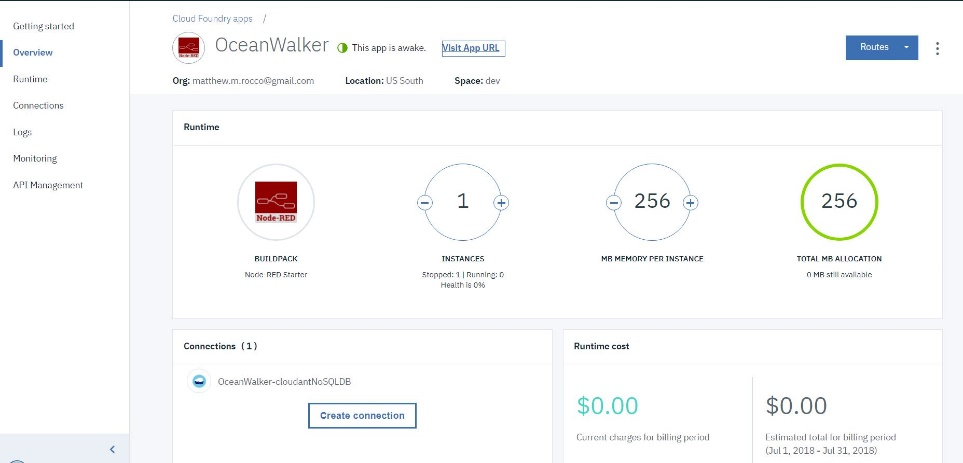 Getting started
Overview
Runtime
Connections
Logs
Monitoring
API Management
Cloud Foundry apps /
Node-RED
OceanWalker
This app is awake.
Visit App URL
Routes
Org: matthew.m.rocco@gmail.com
Location: US South
Space: dev
Runtime
Node-RED
BUILDPACK
Node-RED Starter
− 1 +
INSTANCES
Stopped: 1 | Running: 0
Health is 0%
− 256 +
MB MEMORY PER INSTANCE
256
TOTAL MB ALLOCATION
0 MB still available
Connections (1)
OceanWalker-cloudantNoSQLDB
Create connection
Runtime cost
$0.00
Current charges for billing period
$0.00
Estimated total for billing period
(Jul 1, 2018 - Jul 31, 2018)